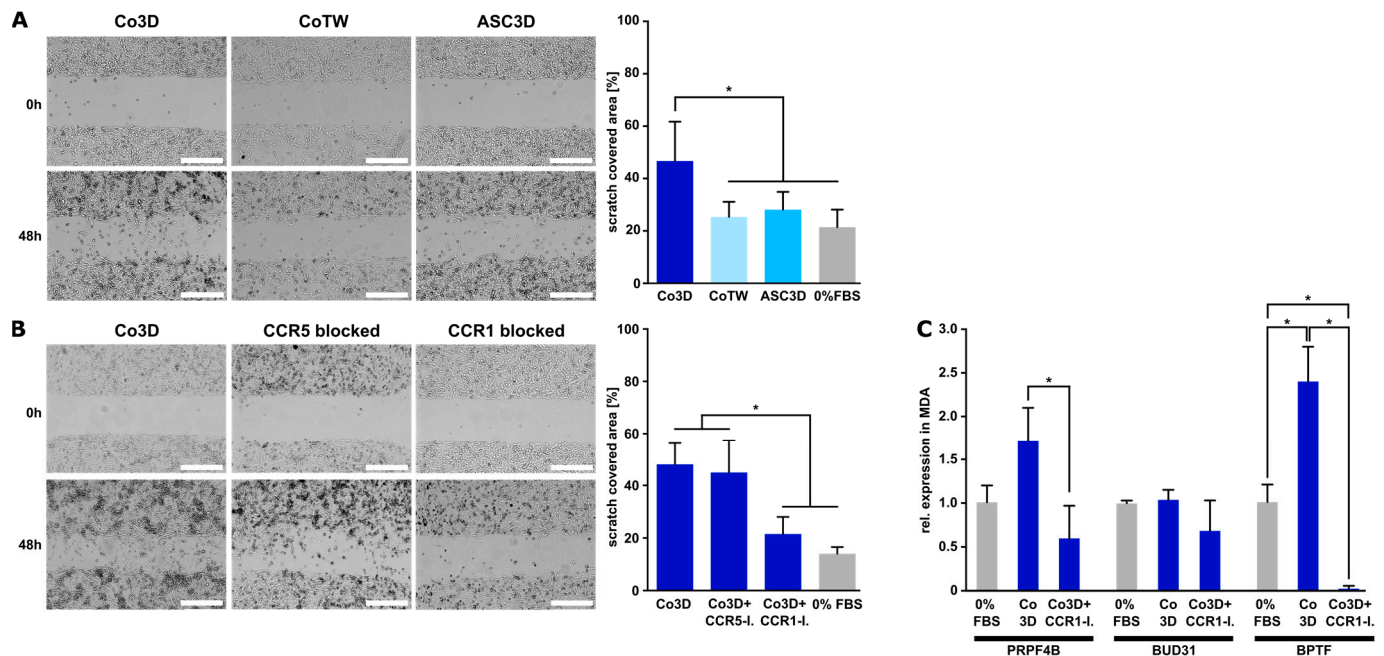 A
Co3D
CoTW
ASC3D
0h
48h
scratch covered area [%]
100
80
60
40
20
0
*
Co3D
CoTW
ASC3D
0%FBS
B
Co3D
CCR5 blocked
CCR1 blocked
0h
48h
scratch covered area [%]
100
80
60
40
20
0
*
Co3D
Co3D+
CCR5-I.
Co3D+
CCR1-I.
0% FBS
C
rel. expression in MDA
3.0
2.5
2.0
1.5
1.0
0.5
0
*
*
*
*
0%
FBS
Co
3D
Co3D+
CCR1-I.
PRPF4B
0%
FBS
Co
3D
Co3D+
CCR1-I.
BUD31
0%
FBS
Co
3D
Co3D+
CCR1-I.
BPTF